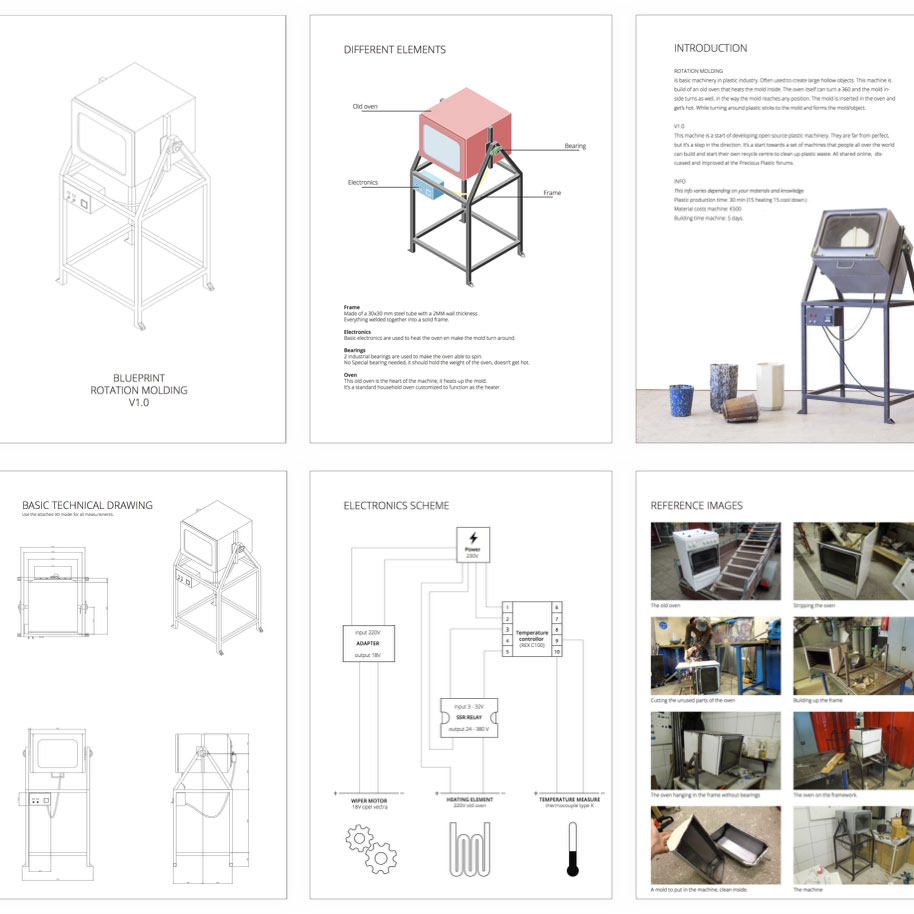 BLUEPRINT
ROTATION MOLDING
V1.0
DIFFERENT ELEMENTS
Old oven
Bearing
Electronics
Frame
Frame
Made of a 30x30 mm steel tube with a 2MM wall thickness.
Everything welded together into a solid frame.
Electronics
Basic electronics are used to heat the oven en make the mold turn around.
Bearings
2 industrial bearings are used to make the oven able to spin.
No Special bearing needed, it should hold the weight of the oven, doesn't get hot.
Oven
This old oven is the heart of the machine, it heats up the mold.
It's a standard household oven customized to function as the heater.
INTRODUCTION
ROTATION MOLDING
is basic machinery in plastic industry. Often used to create large hollow objects. This machine is
build of an old oven that heats the mold inside. The oven itself can turn a 360 and the mold in-
side turns as well, in the way the mold reaches any position. The mold is inserted in the oven and
get's hot. While turning around plastic sticks to the mold and forms the mold/object.
V1.0
This machine is a start of developing open-source plastic machinery. They are far from perfect,
but it's a step in the direction. It's a start towards a set of machines that people all over the world
can build and start their own recycle centre to clean up plastic waste. All shared online, dis-
cussed and improved at the Precious Plastic forums.
INFO
This info varies depending on your materials and knowledge
Plastic production time: 30 min (15 heating 15 cool down)
Material costs machine: €500
Building time machine: 5 days.
BASIC TECHNICAL DRAWING
Use the attached 3D model for all measurements.
ELECTRONICS SCHEME
Power
230V
1 6
2 7
3 8
4 9
5 10
Temperature
controllor
(REX C100)
input 220V
ADAPTER
output 18V
input 3 - 32V
SSR RELAY
output 24 - 380 V
+ -
WIPER MOTOR
18V opel vectra
+ -
HEATING ELEMENT
220V old oven
+ -
TEMPERATURE MEASURE
thermocouple type K
REFERENCE IMAGES
The old oven
Stripping the oven
Cutting the unused parts of the oven
Building up the frame
The oven hanging in the frame without bearings
The oven on the framework.
A mold to put in the machine, clean inside.
The machine